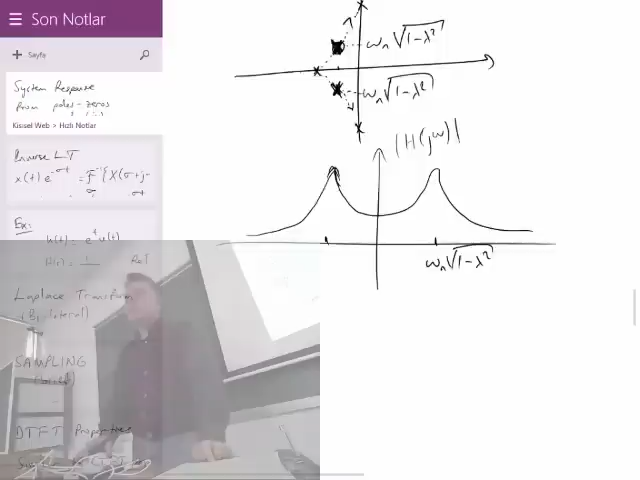 Son Notlar
Sayfa
System Response
from poles-zeros
Kisisel Web > Hızlı Notlar
Inverse LT
Ex:
Laplace Transform
(Bilateral)
SAMPLING
DTFT Properties
ωₙ√1-λ²
ωₙ√1-λ²
|H(jω)|
ωₙ√1-λ²